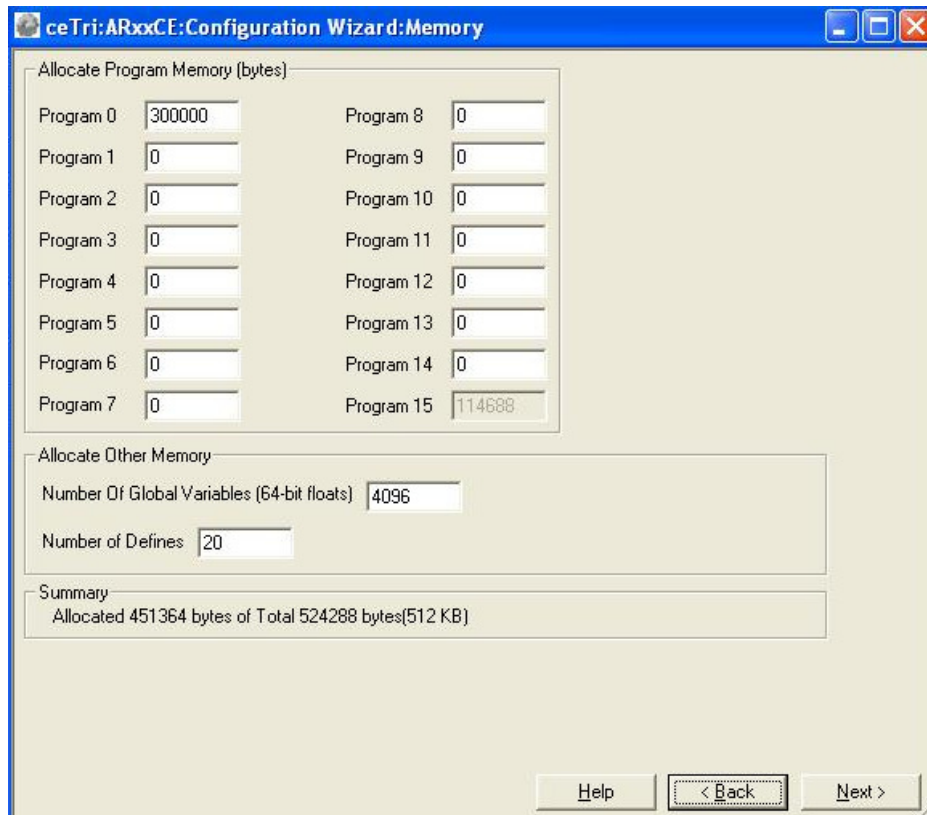 ceTri:ARxxCE:Configuration Wizard:Memory
Allocate Program Memory (bytes)
Program 0 300000 Program 8 0
Program 1 0 Program 9 0
Program 2 0 Program 10 0
Program 3 0 Program 11 0
Program 4 0 Program 12 0
Program 5 0 Program 13 0
Program 6 0 Program 14 0
Program 7 0 Program 15 114688
Allocate Other Memory
Number Of Global Variables (64-bit floats) 4096
Number of Defines 20
Summary
Allocated 451364 bytes of Total 524288 bytes(512 KB)
Help < Back Next >